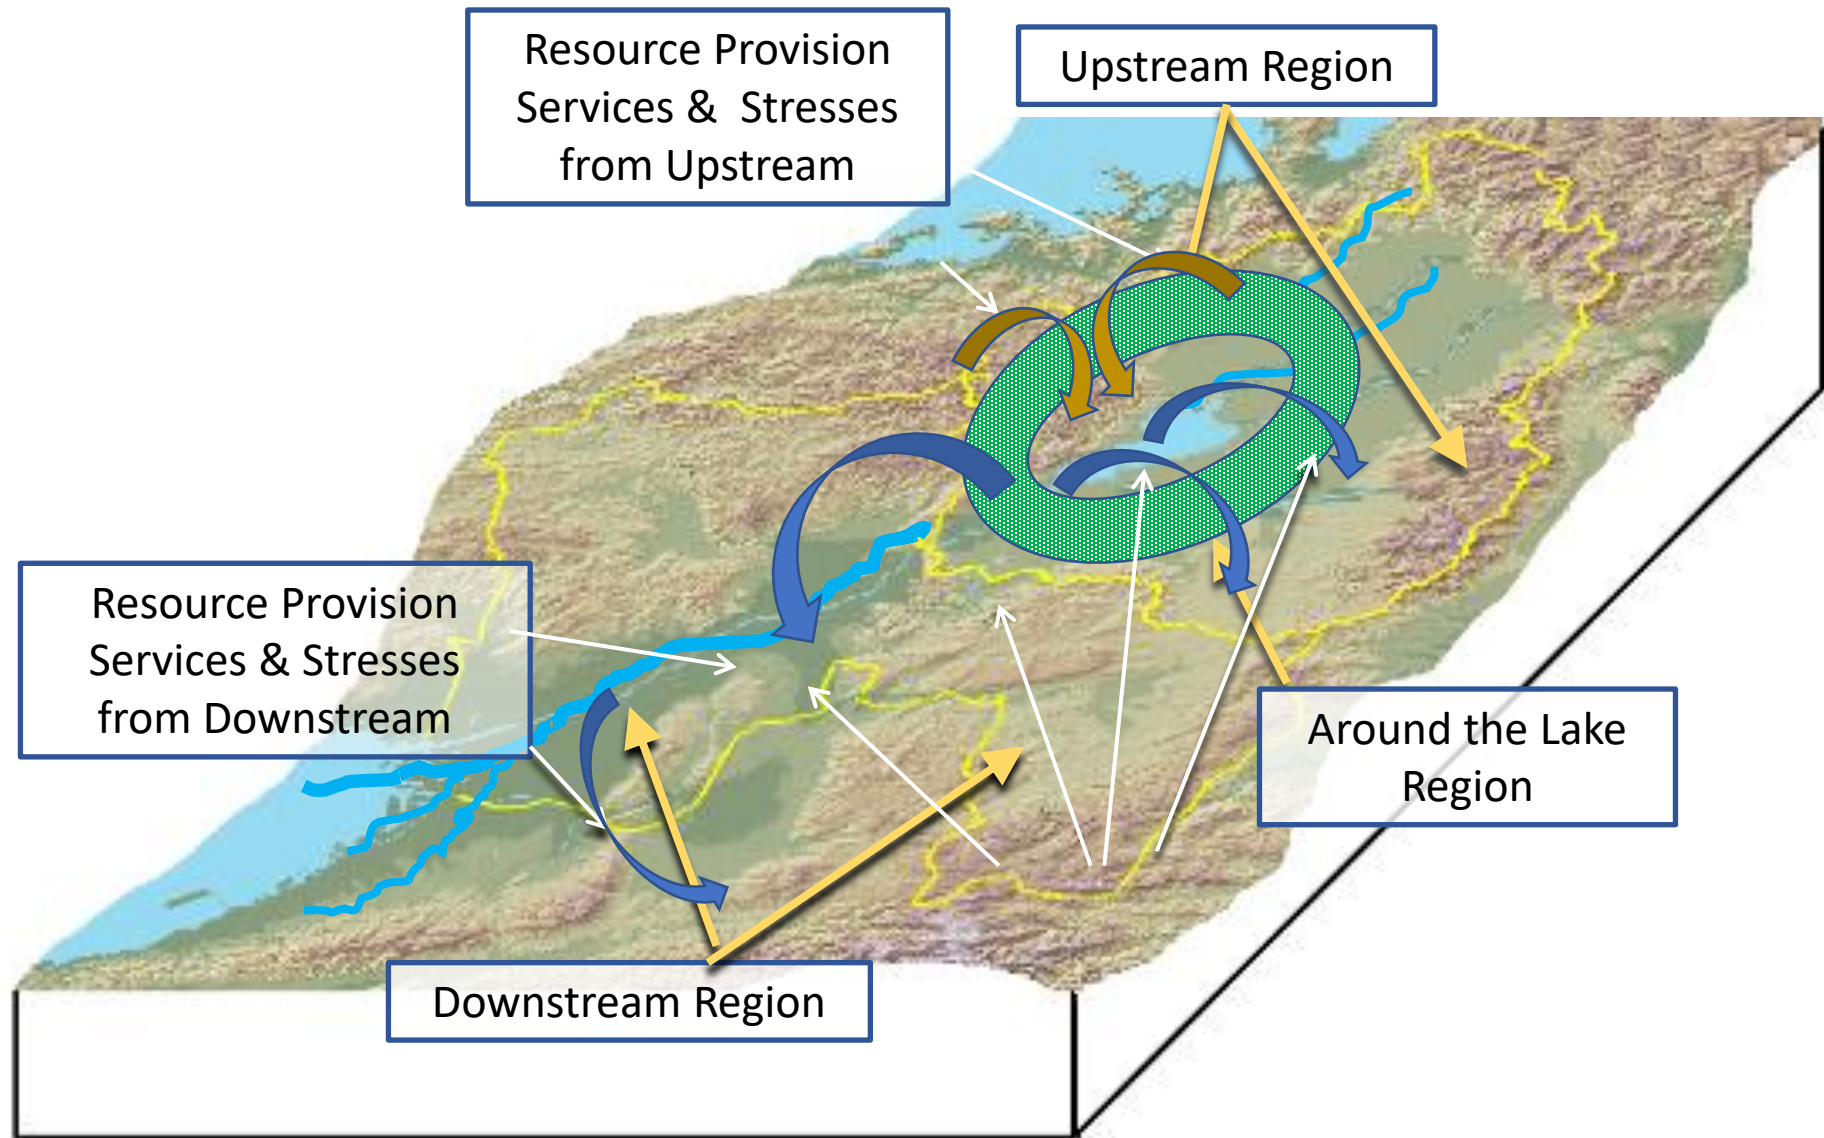 Resource Provision
Services & Stresses
from Upstream
Upstream Region
Resource Provision
Services & Stresses
from Downstream
Around the Lake
Region
Downstream Region